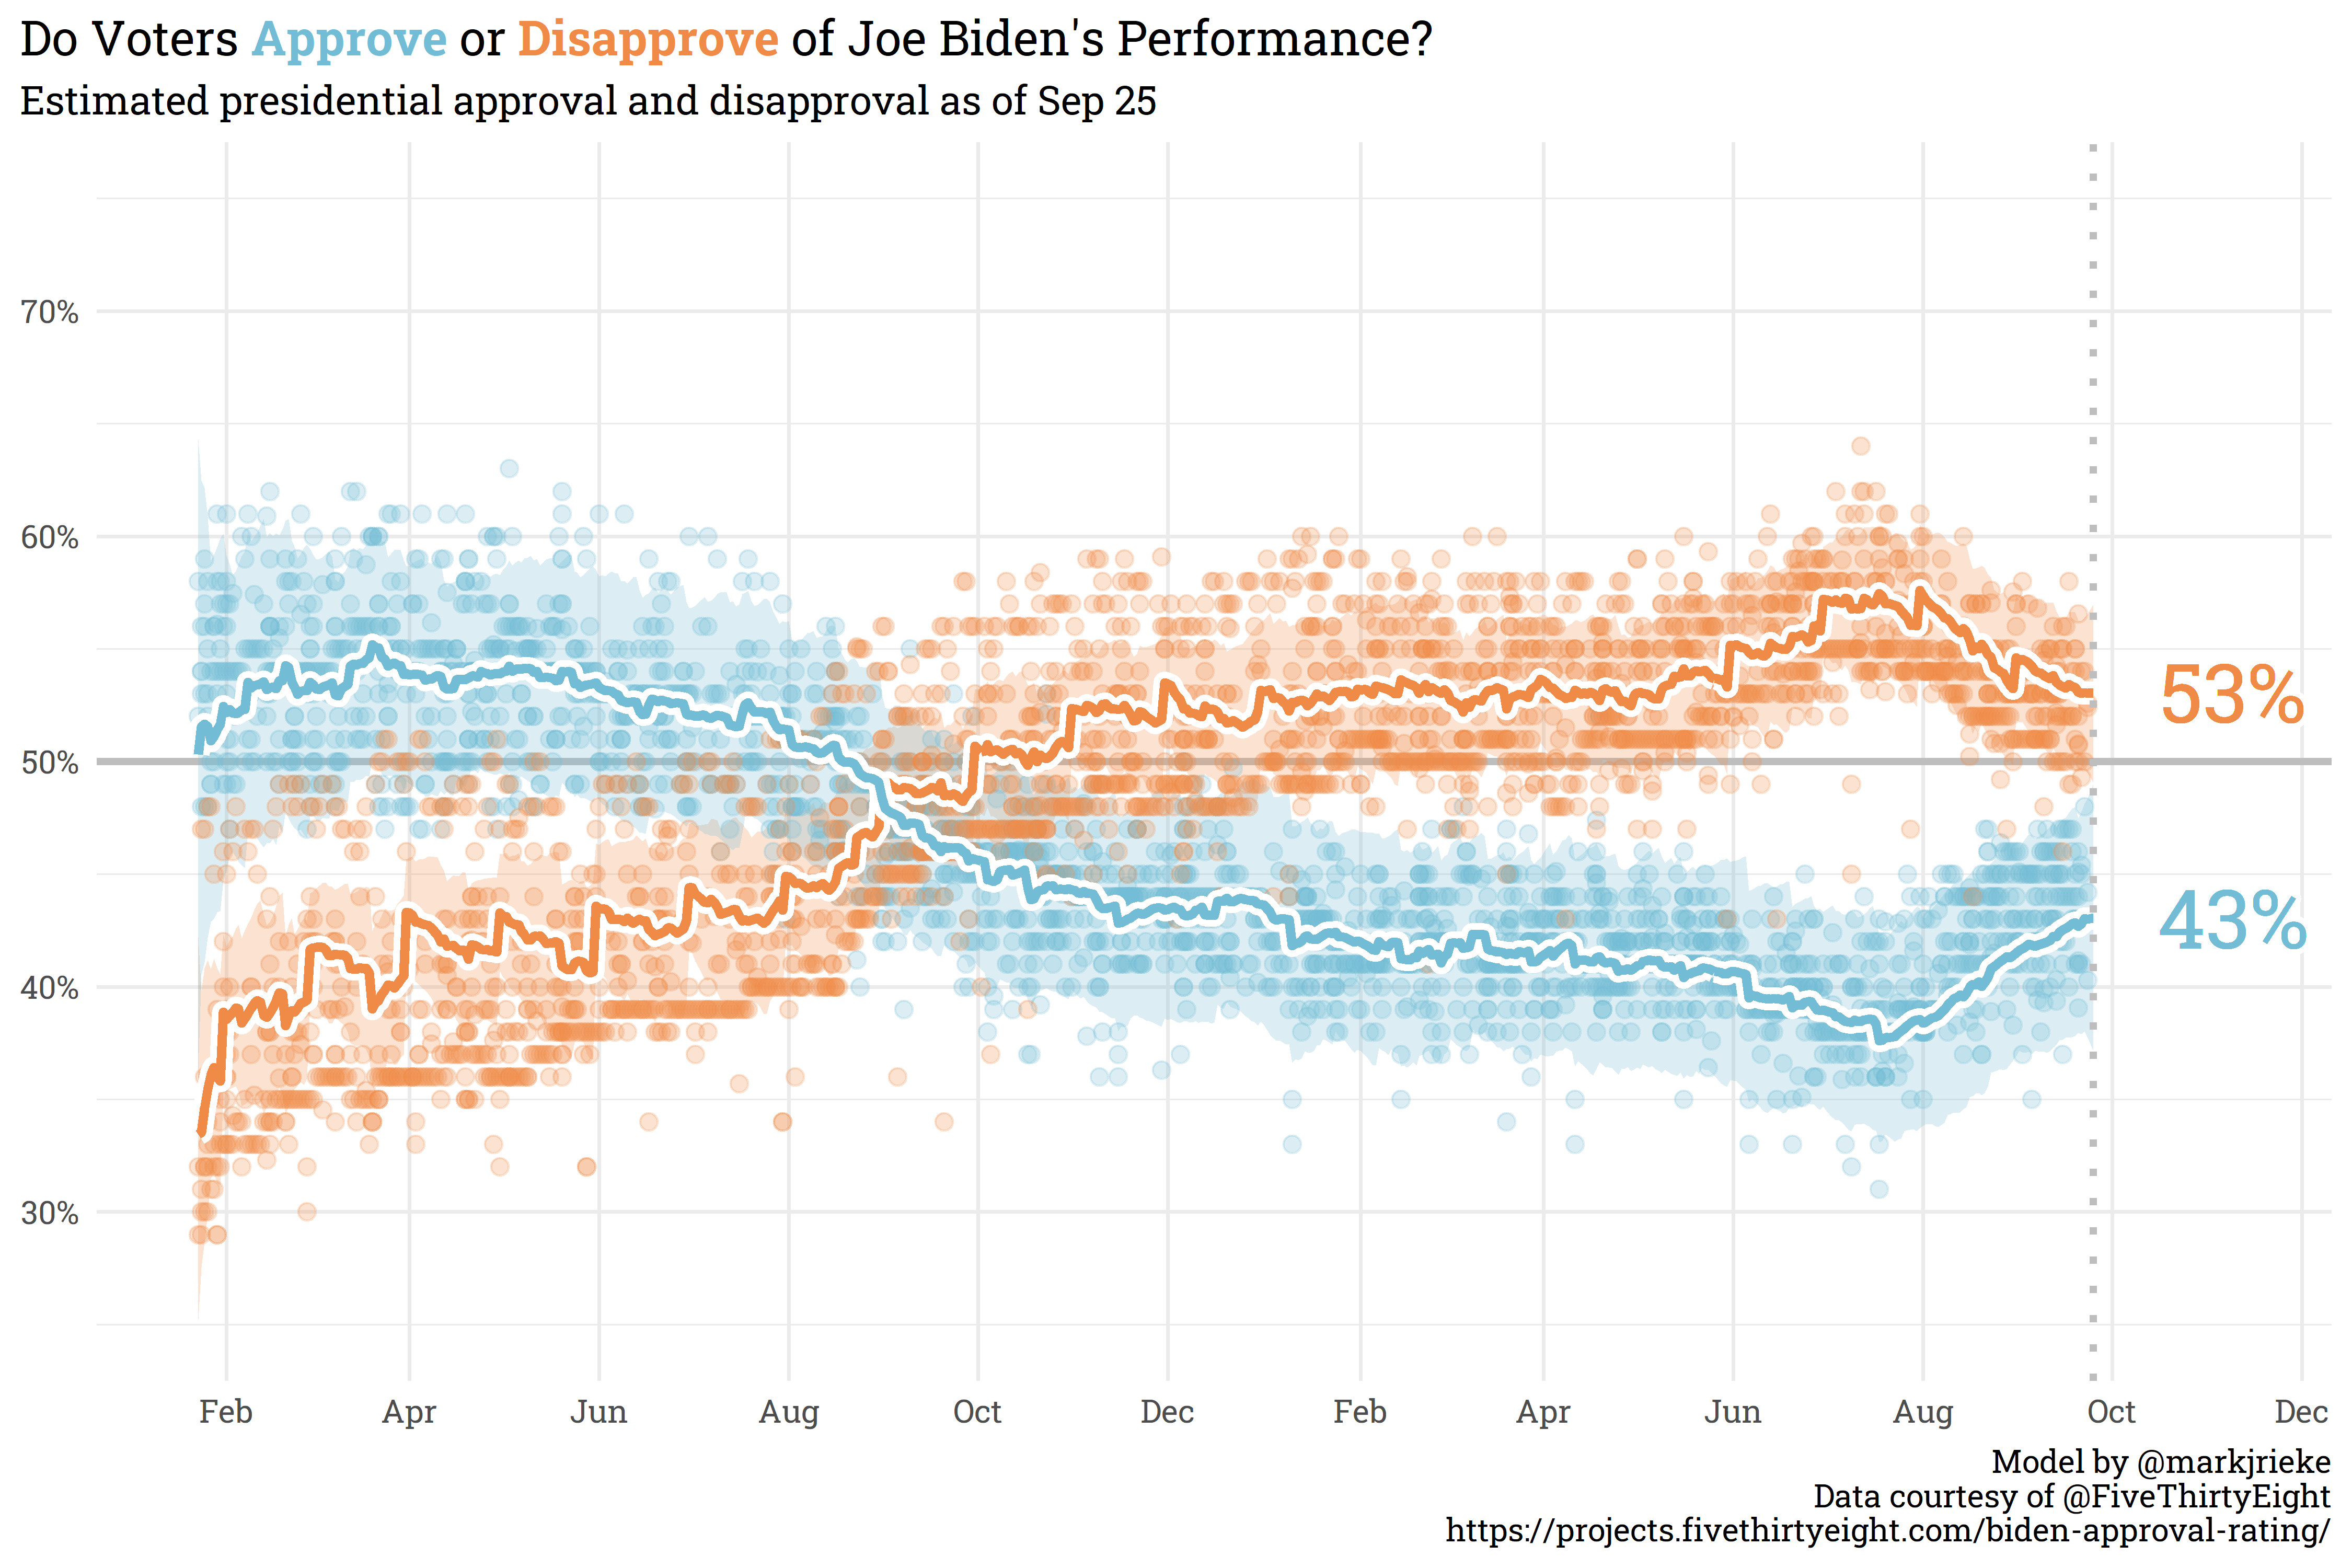 Do Voters Approve or Disapprove of Joe Biden's Performance?
Estimated presidential approval and disapproval as of Sep 25
70%
60%
53%
50%
43%
40%
30%
Feb Apr Jun Aug Oct Dec Feb Apr Jun Aug Oct Dec
Model by @markjrieke
Data courtesy of @FiveThirtyEight
https://projects.fivethirtyeight.com/biden-approval-rating/